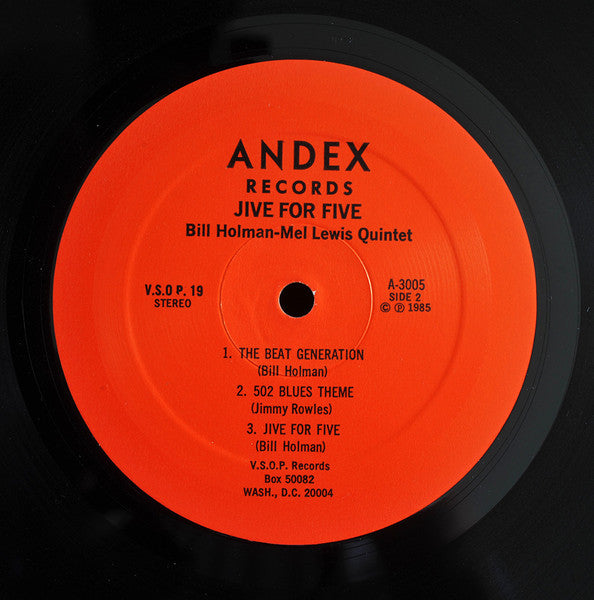 ANDEX
RECORDS
JIVE FOR FIVE
Bill Holman-Mel Lewis Quintet
V.S.O P. 19
STEREO
A-3005
SIDE 2
© ℗ 1985
1. THE BEAT GENERATION
(Bill Holman)
2. 502 BLUES THEME
(Jimmy Rowles)
3. JIVE FOR FIVE
(Bill Holman)
V.S.O.P. Records
Box 50082
WASH., D.C. 20004